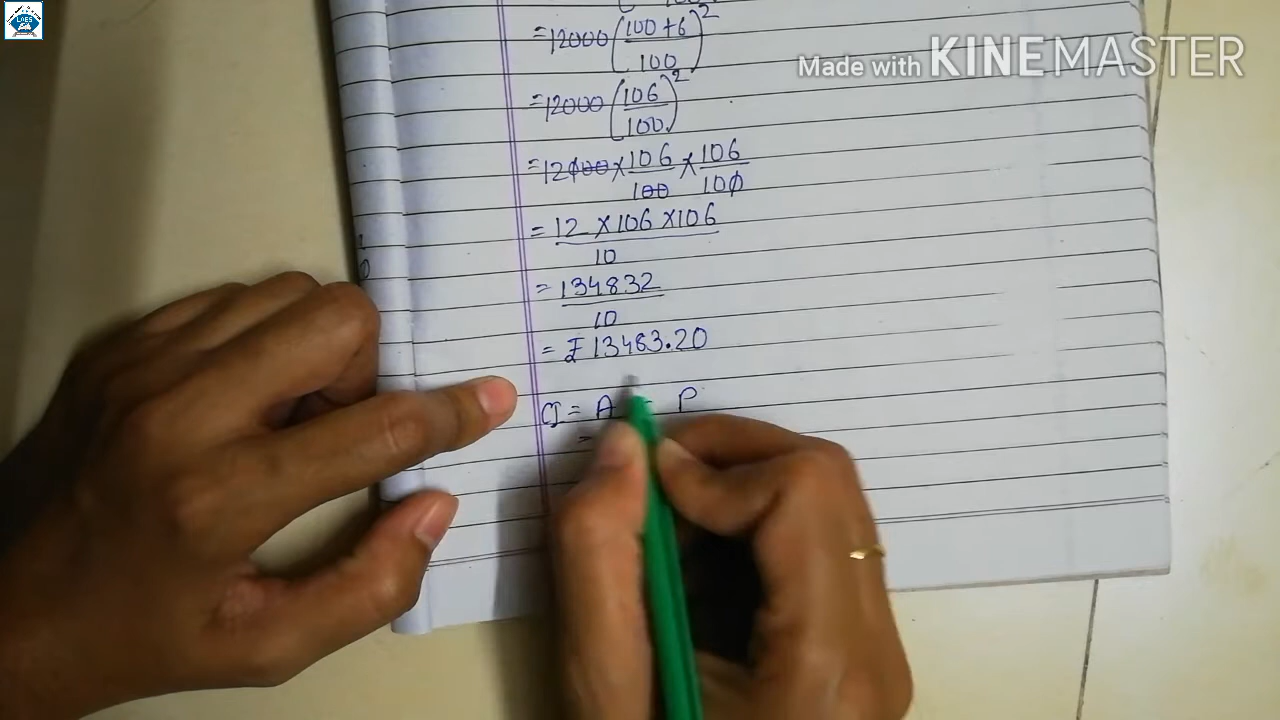 LAES
Made with KINEMASTER
=12000(100+6/100)²
=12000(106/100)²
=12000×106/100×106/100
=12×106×106/10
=134832/10
=₹13483.20
CI=A-P
=